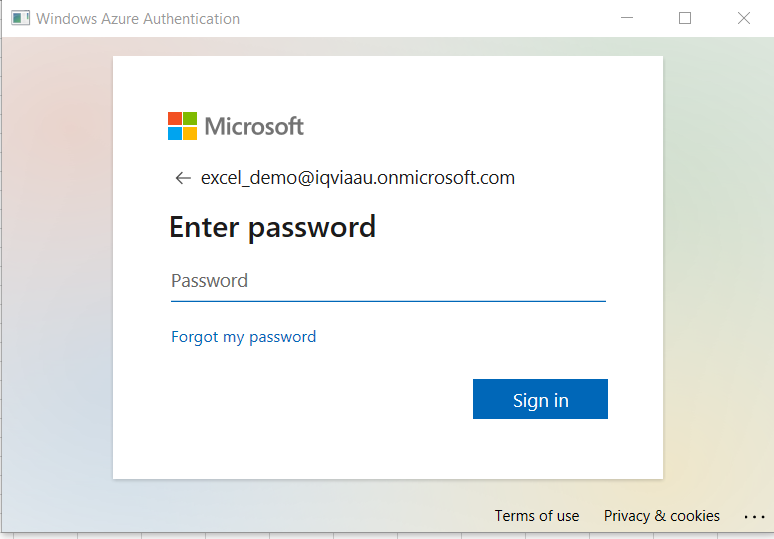 Windows Azure Authentication
Microsoft
excel_demo@iqviaau.onmicrosoft.com
Enter password
Password
Forgot my password
Sign in
Terms of use Privacy & cookies ...